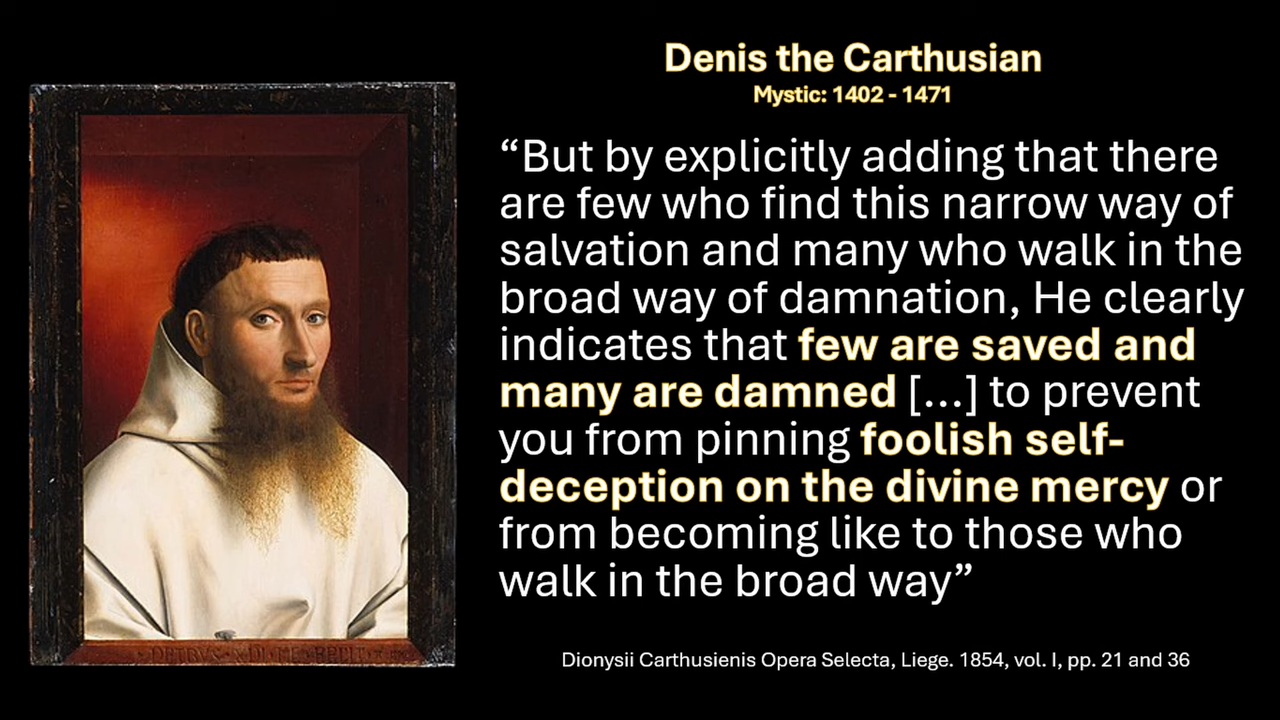 Denis the Carthusian
Mystic: 1402 - 1471
“But by explicitly adding that there
are few who find this narrow way of
salvation and many who walk in the
broad way of damnation, He clearly
indicates that few are saved and
many are damned [...] to prevent
you from pinning foolish self-
deception on the divine mercy or
from becoming like to those who
walk in the broad way”
Dionysii Carthusienis Opera Selecta, Liege. 1854, vol. I, pp. 21 and 36